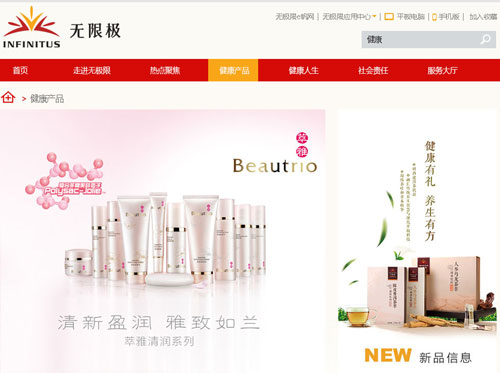 INFINITUS
无限极
无限极e帆网
无限极应用中心
平板电脑
手机版
加入收藏
健康
首页
走进无极限
热点聚焦
健康产品
健康人生
社会责任
服务大厅
> 健康产品
萃雅
Beautrio
清新盈润 雅致如兰
萃雅清润系列
健康有礼 养生有方
NEW 新品信息